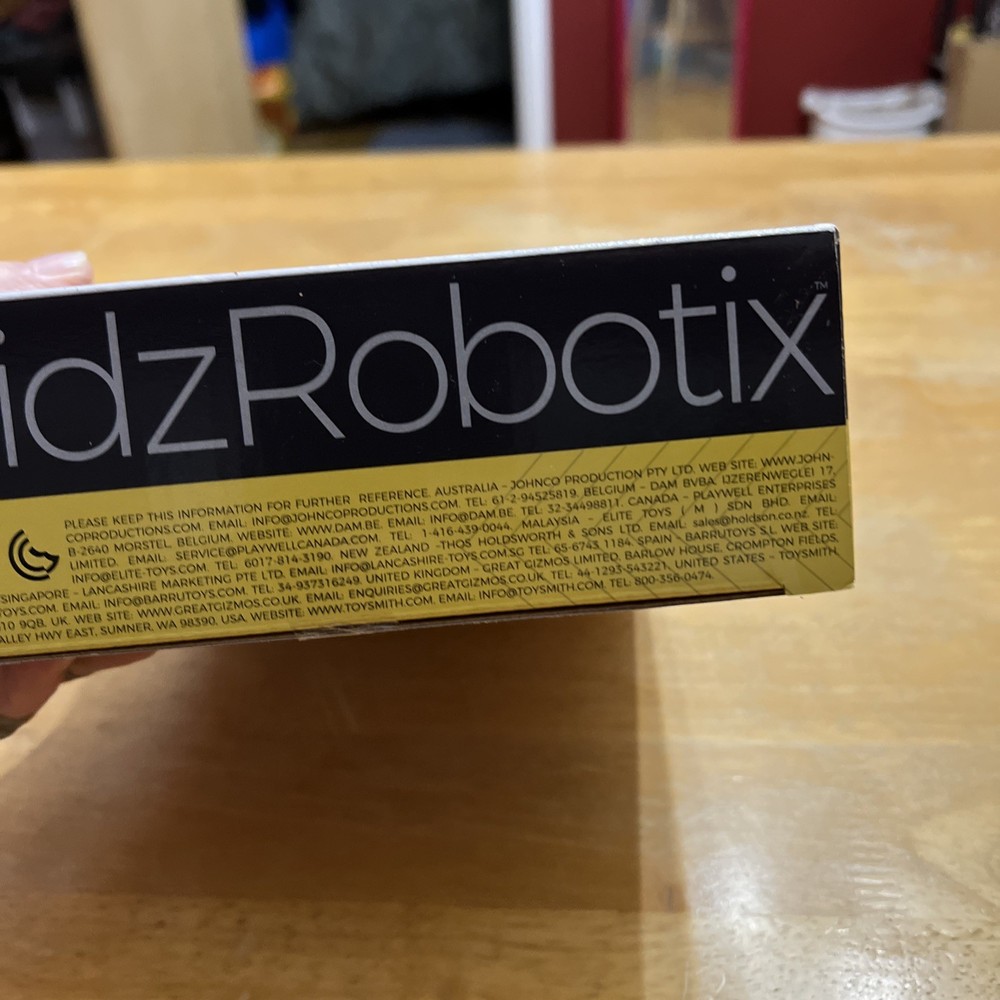 idzRobotix™
PLEASE KEEP THIS INFORMATION FOR FURTHER REFERENCE. AUSTRALIA - JOHNCO PRODUCTION PTY LTD. WEB SITE: WWW.JOHN-
COPRODUCTIONS.COM. EMAIL: INFO@JOHNCOPRODUCTIONS.COM. TEL: 61-2-94525819. BELGIUM - DAM BVBA, IJZERENWEGLEI 17,
B-2640 MORSTEL, BELGIUM. WEBSITE: WWW.DAM.BE. EMAIL: INFO@DAM.BE. TEL: 32-34498817. CANADA - PLAYWELL ENTERPRISES
LIMITED. EMAIL: SERVICE@PLAYWELLCANADA.COM. TEL: 1-416-439-0044. MALAYSIA - ELITE TOYS ( M ) SDN BHD. EMAIL:
INFO@ELITE-TOYS.COM. TEL: 6017-814-3190. NEW ZEALAND -THOS HOLDSWORTH & SONS LTD. EMAIL: sales@holdson.co.nz. TEL:
SINGAPORE - LANCASHIRE MARKETING PTE LTD. EMAIL: INFO@LANCASHIRE-TOYS.COM.SG TEL: 65-6743 1184. SPAIN - BARRUTOYS S.L. WEB SITE:
TOYS.COM. EMAIL: INFO@BARRUTOYS.COM. TEL: 34-937316249. UNITED KINGDOM - GREAT GIZMOS LIMITED, BARLOW HOUSE, CROMPTON FIELDS,
10 9QB, UK. WEB SITE: WWW.GREATGIZMOS.CO.UK. EMAIL: ENQUIRIES@GREATGIZMOS.CO.UK. TEL: 44-1293-543221. UNITED STATES - TOYSMITH,
ALLEY HWY EAST, SUMNER, WA 98390, USA. WEBSITE: WWW.TOYSMITH.COM. EMAIL: INFO@TOYSMITH.COM. TEL: 800-356-0474.